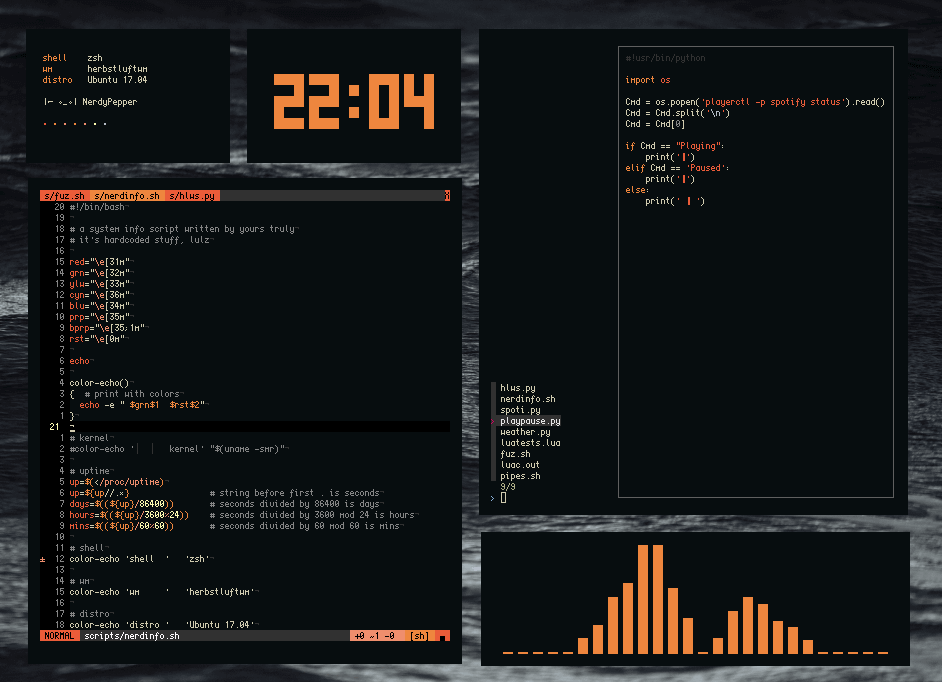 shell zsh
wm herbstluftwm
distro Ubuntu 17.04
NerdyPepper
22:04
s/fuz.sh s/nerdinfo.sh s/hlws.py
20 #!/bin/bash¬
19 ¬
18 # a system info script written by yours truly¬
17 # it's hardcoded stuff, lulz¬
16 ¬
15 red="\e[31m"¬
14 grn="\e[32m"¬
13 ylw="\e[33m"¬
12 cyn="\e[36m"¬
11 blu="\e[34m"¬
10 prp="\e[35m"¬
9 bprp="\e[35;1m"¬
8 rst="\e[0m"¬
7 ¬
6 echo¬
5 ¬
4 color-echo()¬
3 { # print with colors¬
2 echo -e " $grn$1 $rst$2"¬
1 }¬
21 ¬
1 # kernel¬
2 #color-echo '│ │ kernel' "$(uname -smr)"¬
3 ¬
4 # uptime¬
5 up=$(</proc/uptime)¬
6 up=${up//.*} # string before first . is seconds¬
7 days=$((${up}/86400)) # seconds divided by 86400 is days¬
8 hours=$((${up}/3600%24)) # seconds divided by 3600 mod 24 is hours¬
9 mins=$((${up}/60%60)) # seconds divided by 60 mod 60 is mins¬
10 ¬
11 # shell¬
± 12 color-echo 'shell ' 'zsh'¬
13 ¬
14 # wm¬
15 color-echo 'wm ' 'herbstluftwm'¬
16 ¬
17 # distro¬
18 color-echo 'distro ' 'Ubuntu 17.04'¬
NORMAL scripts/nerdinfo.sh +0 ~1 -0 [sh]
#!usr/bin/python
import os
Cmd = os.popen('playerctl -p spotify status').read()
Cmd = Cmd.split('\n')
Cmd = Cmd[0]
if Cmd == "Playing":
print('‖')
elif Cmd == 'Paused':
print('‖')
else:
print(' ‖ ')
hlws.py
nerdinfo.sh
spoti.py
playpause.py
weather.py
luatests.lua
fuz.sh
luac.out
pipes.sh
9/9
>